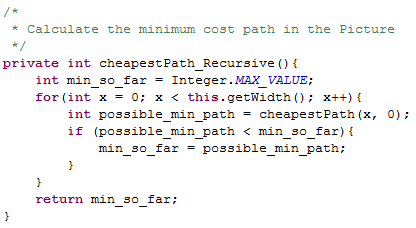 /*
 * Calculate the minimum cost path in the Picture
 */
private int cheapestPath_Recursive(){
    int min_so_far = Integer.MAX_VALUE;
    for(int x = 0; x < this.getWidth(); x++){
        int possible_min_path = cheapestPath(x, 0);
        if (possible_min_path < min_so_far){
            min_so_far = possible_min_path;
        }
    }
    return min_so_far;
}